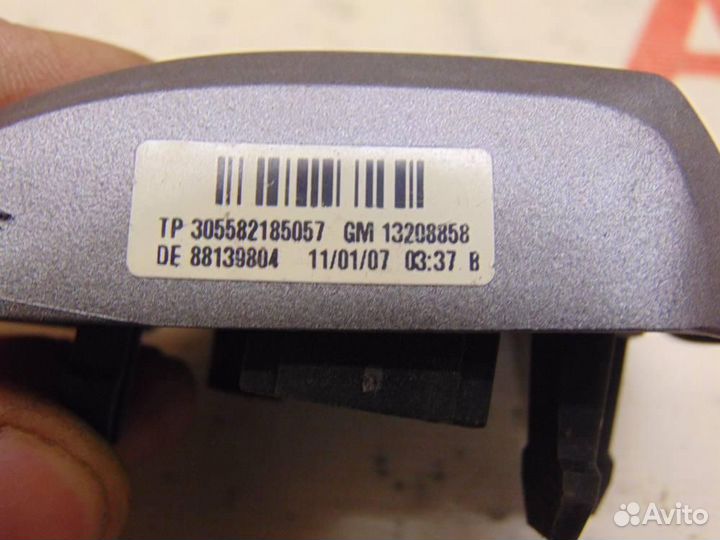 TP 305582185057 GM 13208858
DE 88139804 11/01/07 03:37 B
Avito